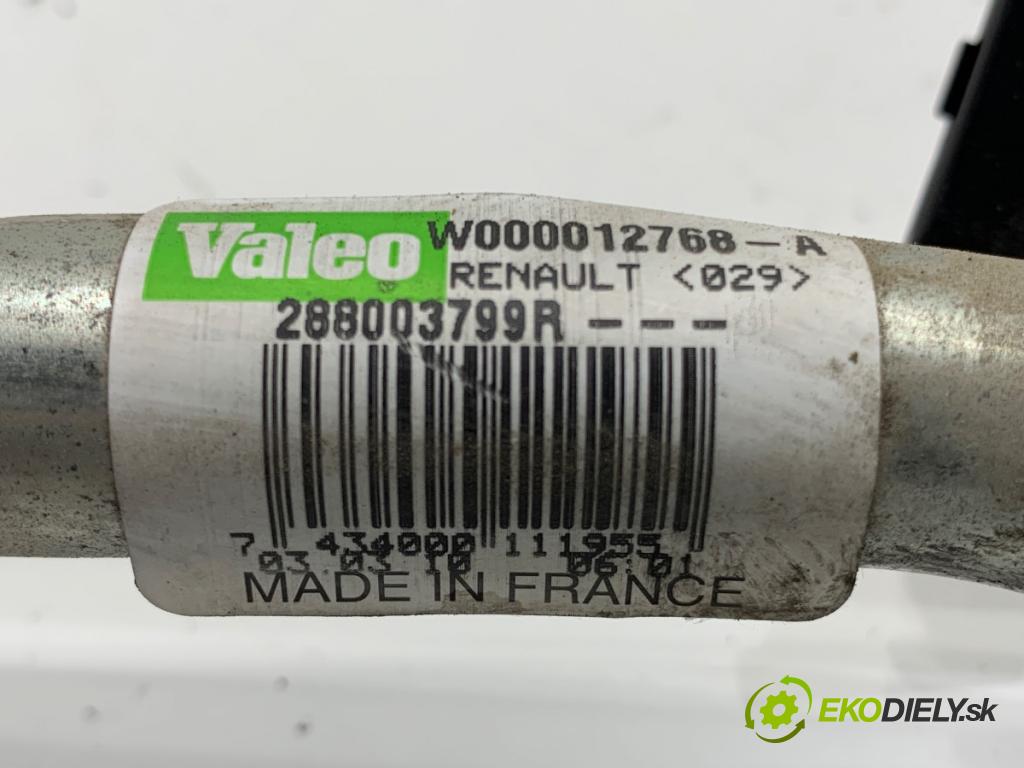 Valeo W000012768-A
RENAULT <029>
288003799R ---
7 434000 111955
03 03 10 06:01
MADE IN FRANCE
EKODIELY.sk